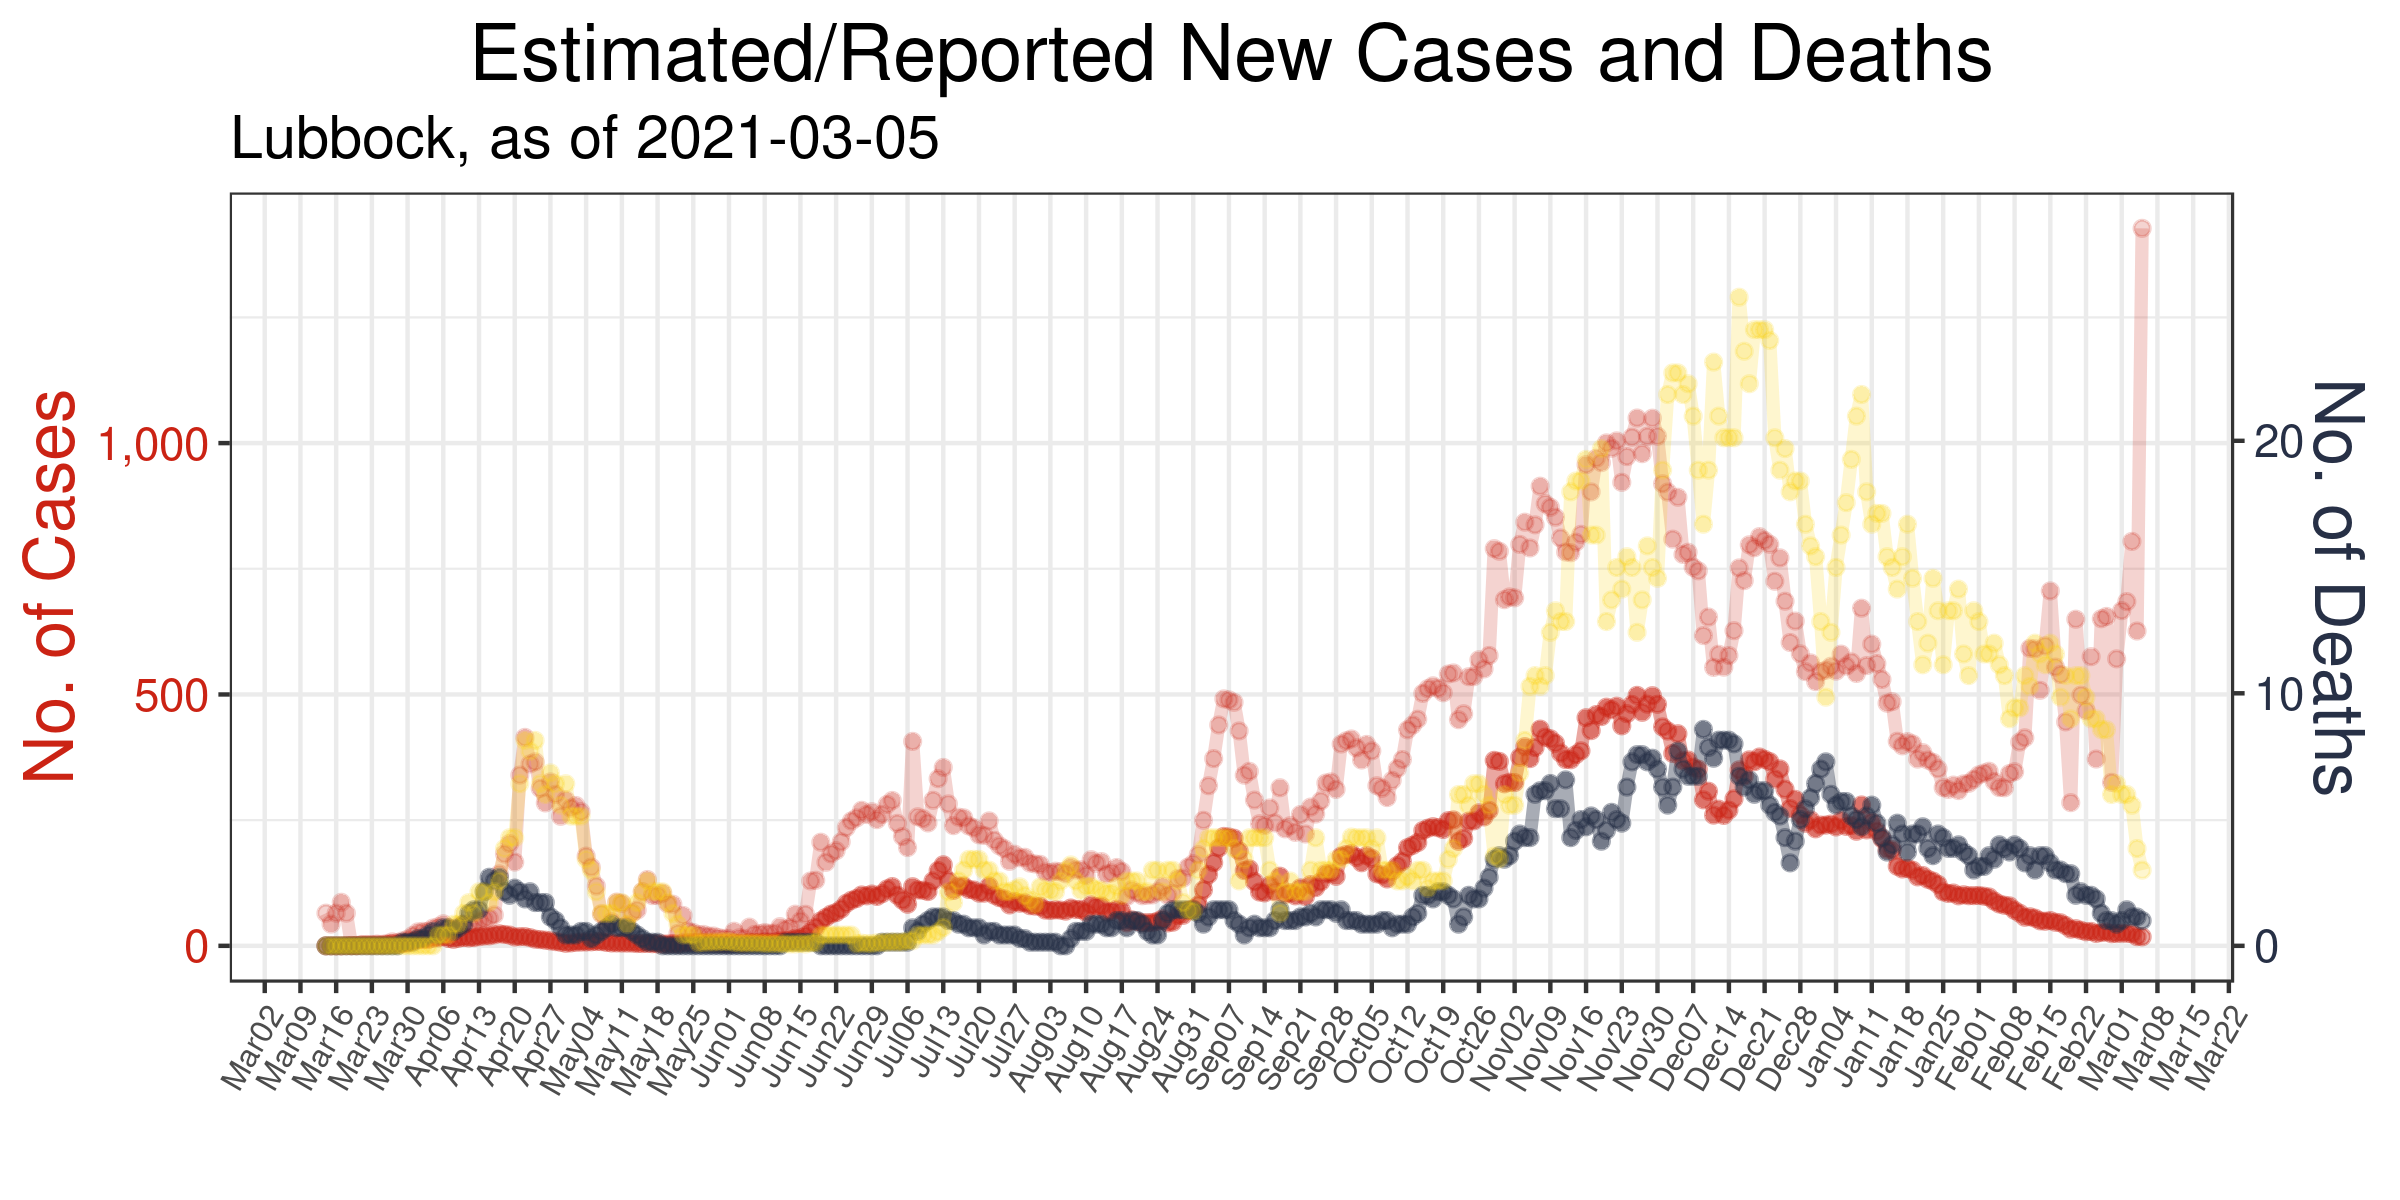 Estimated/Reported New Cases and Deaths
Lubbock, as of 2021-03-05
No. of Cases
1,000
500
0
20
10
0
No. of Deaths
Mar02
Mar09
Mar16
Mar23
Mar30
Apr06
Apr13
Apr20
Apr27
May04
May11
May18
May25
Jun01
Jun08
Jun15
Jun22
Jun29
Jul06
Jul13
Jul20
Jul27
Aug03
Aug10
Aug17
Aug24
Aug31
Sep07
Sep14
Sep21
Sep28
Oct05
Oct12
Oct19
Oct26
Nov02
Nov09
Nov16
Nov23
Nov30
Dec07
Dec14
Dec21
Dec28
Jan04
Jan11
Jan18
Jan25
Feb01
Feb08
Feb15
Feb22
Mar01
Mar08
Mar15
Mar22